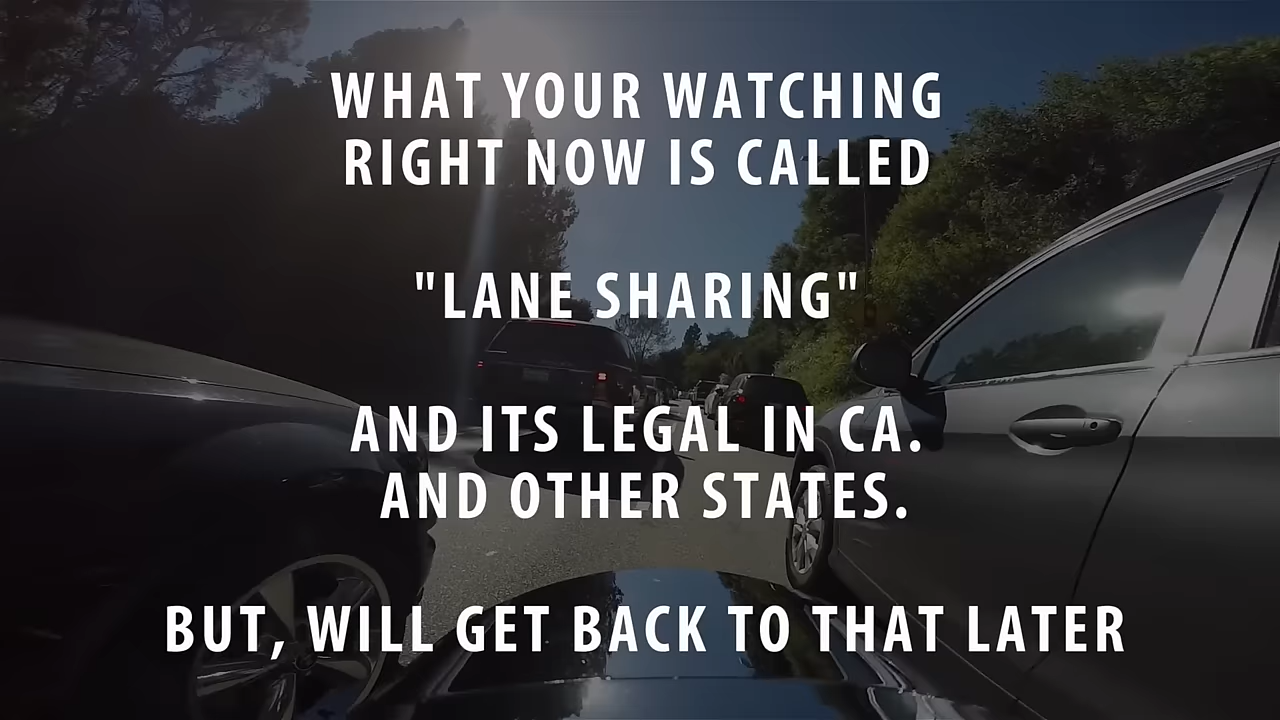 WHAT YOUR WATCHING
RIGHT NOW IS CALLED
"LANE SHARING"
AND ITS LEGAL IN CA.
AND OTHER STATES.
BUT, WILL GET BACK TO THAT LATER